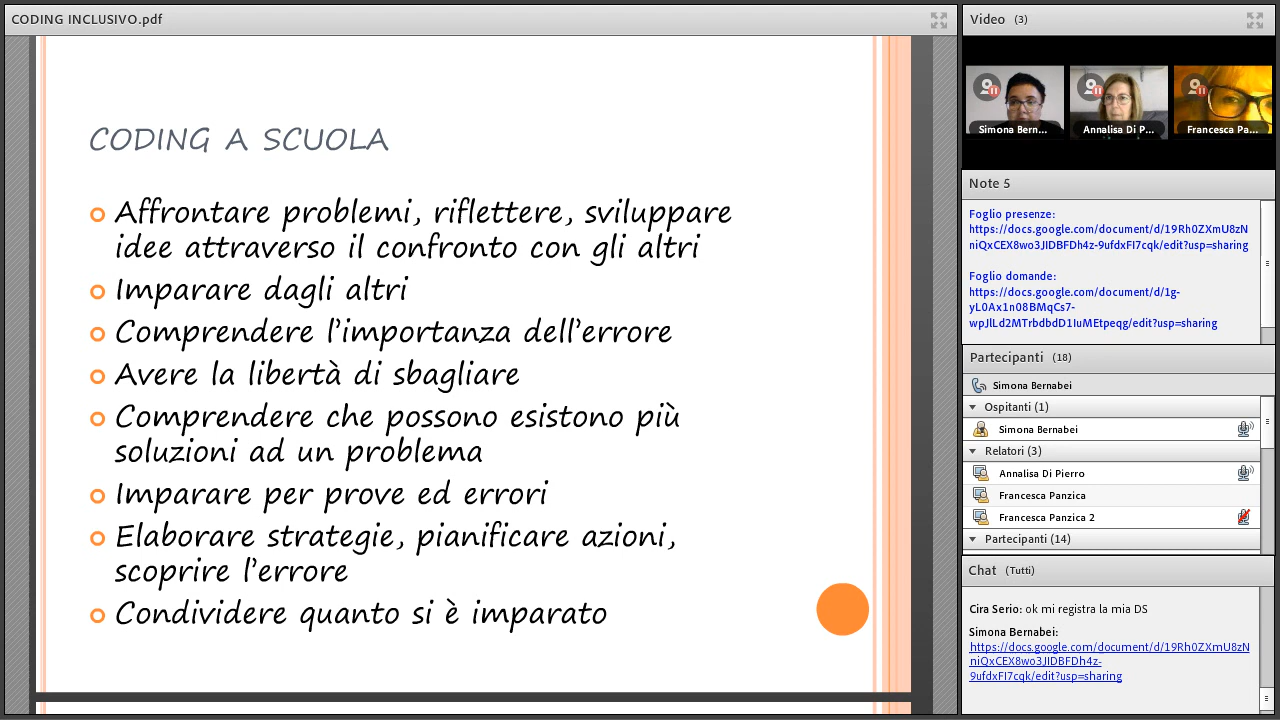 CODING INCLUSIVO.pdf
CODING A SCUOLA
Affrontare problemi, riflettere, sviluppare
idee attraverso il confronto con gli altri
Imparare dagli altri
Comprendere l'importanza dell'errore
Avere la libertà di sbagliare
Comprendere che possono esistono più
soluzioni ad un problema
Imparare per prove ed errori
Elaborare strategie, pianificare azioni,
scoprire l'errore
Condividere quanto si è imparato
Video (3)
Simona Bern...
Annalisa Di P...
Francesca Pa...
Note 5
Foglio presenze:
https://docs.google.com/document/d/19Rh0ZXmU8zN
niQxCEX8wo3JIDBFDh4z-9ufdxFI7cqk/edit?usp=sharing
Foglio domande:
https://docs.google.com/document/d/1g-
yL0Ax1n08BMqCs7-
wpJlLd2MTrbdbdD1IuMEtpeqg/edit?usp=sharing
Partecipanti (18)
Simona Bernabei
Ospitanti (1)
Simona Bernabei
Relatori (3)
Annalisa Di Pierro
Francesca Panzica
Francesca Panzica 2
Partecipanti (14)
Chat (Tutti)
Cira Serio: ok mi registra la mia DS
Simona Bernabei:
https://docs.google.com/document/d/19Rh0ZXmU8zN
niQxCEX8wo3JIDBFDh4z-
9ufdxFI7cqk/edit?usp=sharing